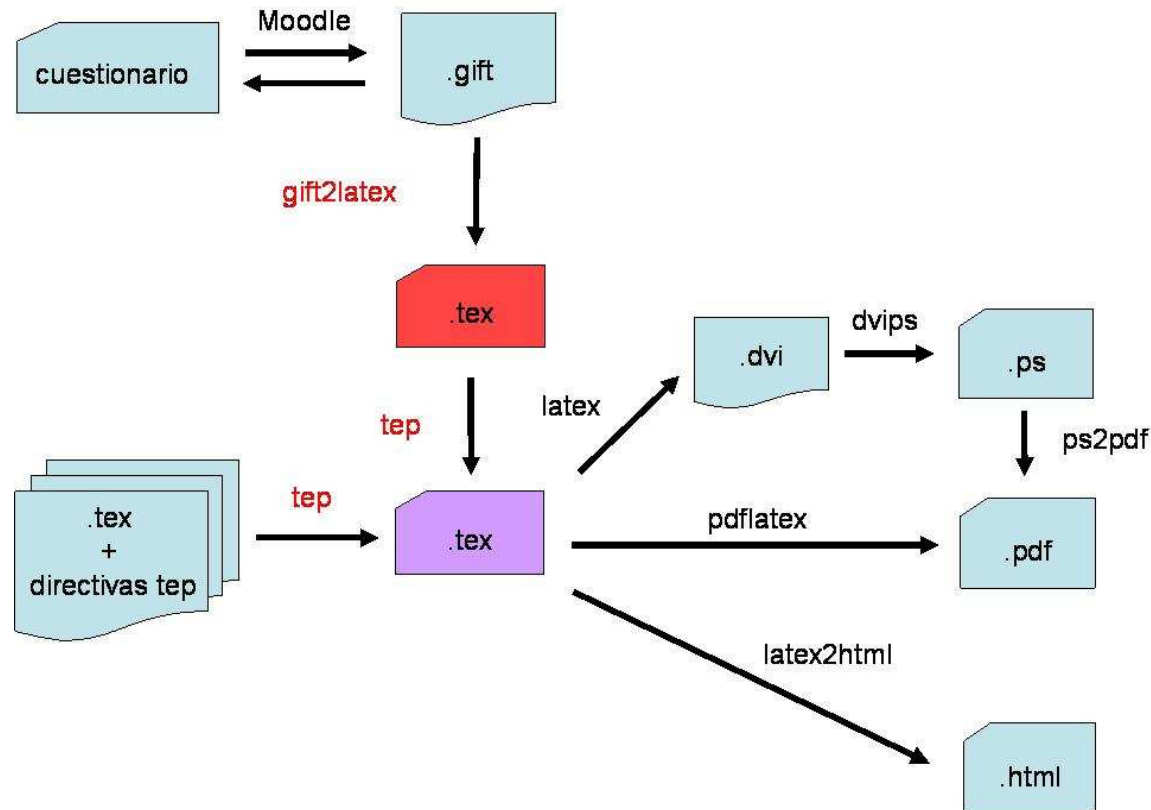 Moodle
cuestionario
.gift
gift2latex
.tex
dvips
.dvi
.ps
latex
tep
ps2pdf
.tex
+
directivas tep
tep
.tex
pdflatex
.pdf
latex2html
.html